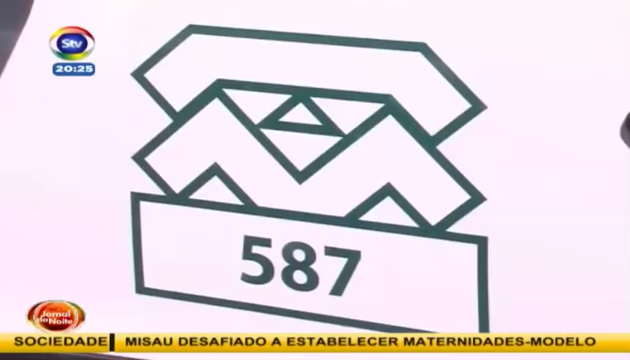 Stv
20:25
587
Jornal da Noite
SOCIEDADE MISAU DESAFIADO A ESTABELECER MATERNIDADES-MODELO